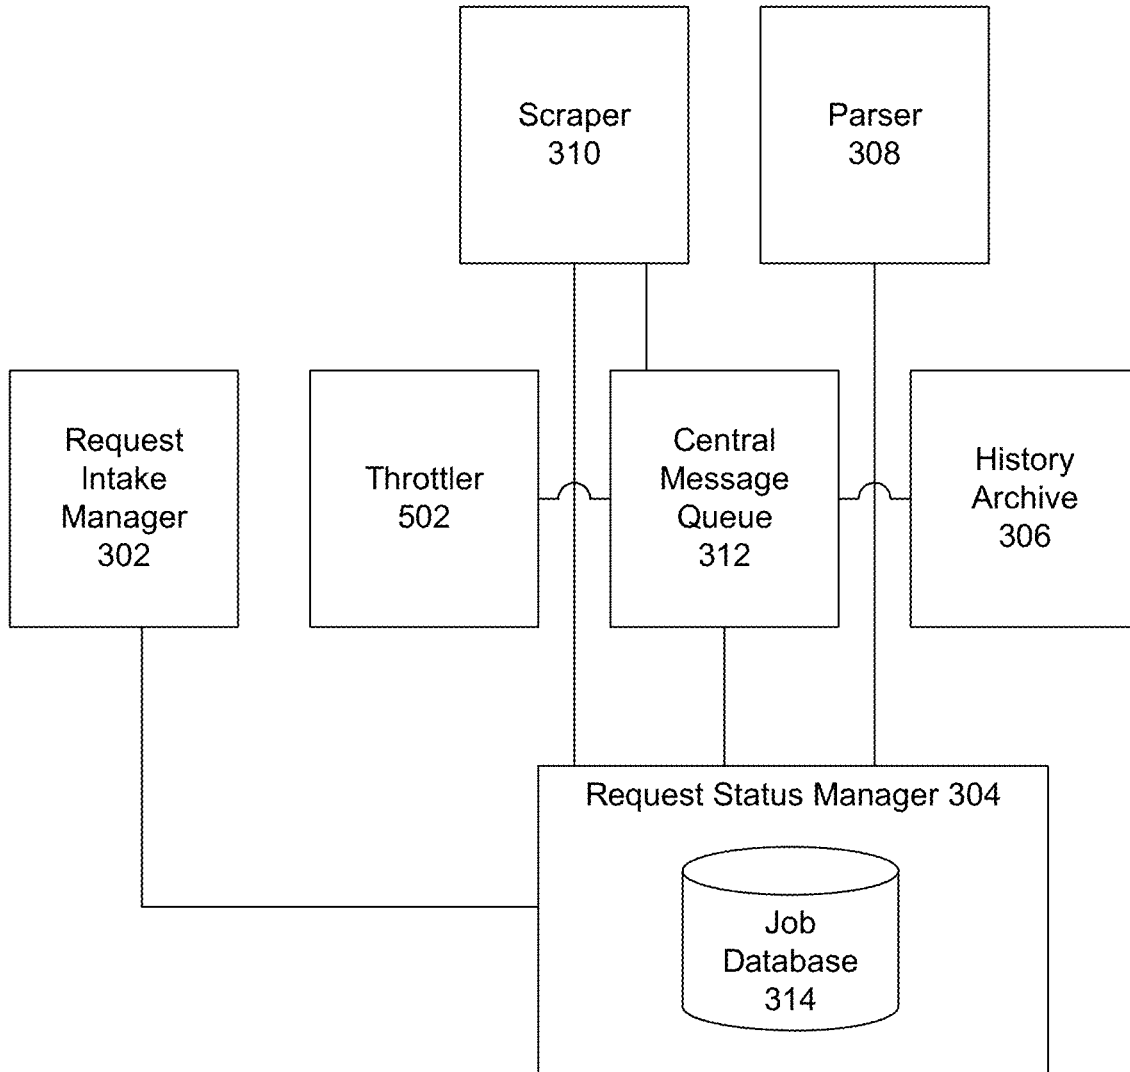 Scraper
310
Parser
308
Request
Intake
Manager
302
Throttler
502
Central
Message
Queue
312
History
Archive
306
Request Status Manager 304
Job
Database
314